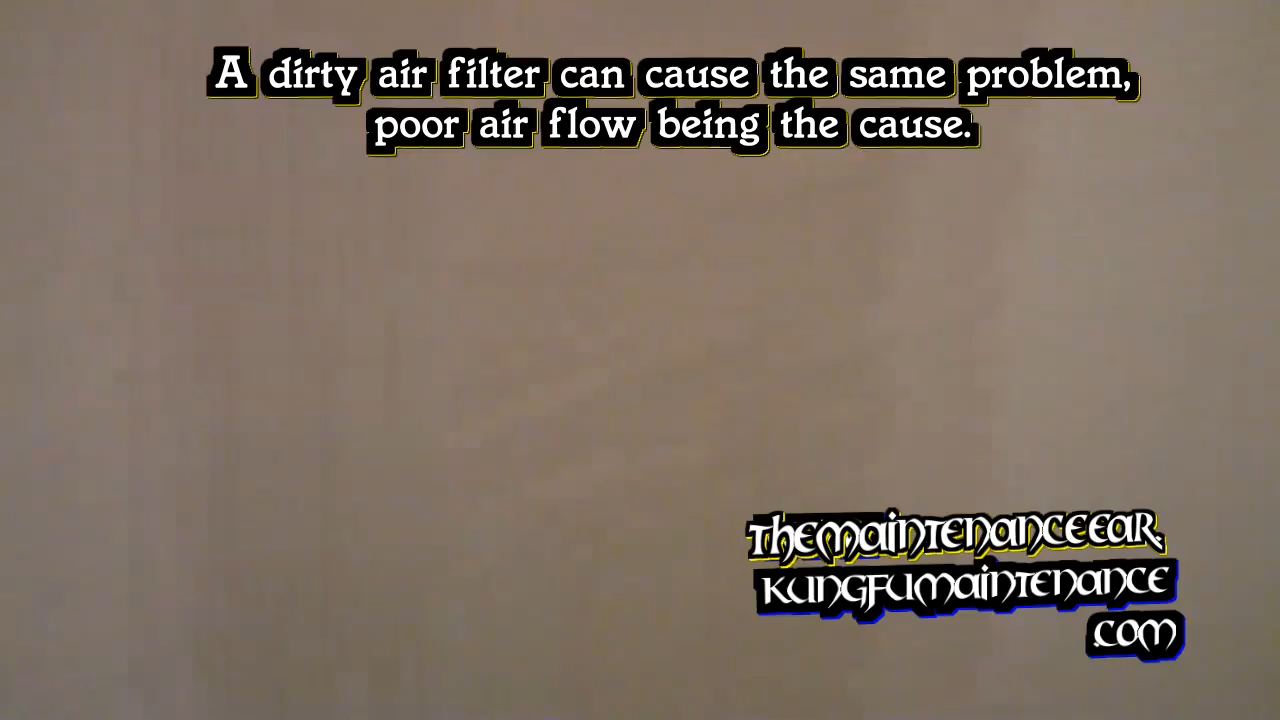 A dirty air filter can cause the same problem,
poor air flow being the cause.
THEMAINTENANCEEAR.
KUNGFUMAINTENANCE
.COM